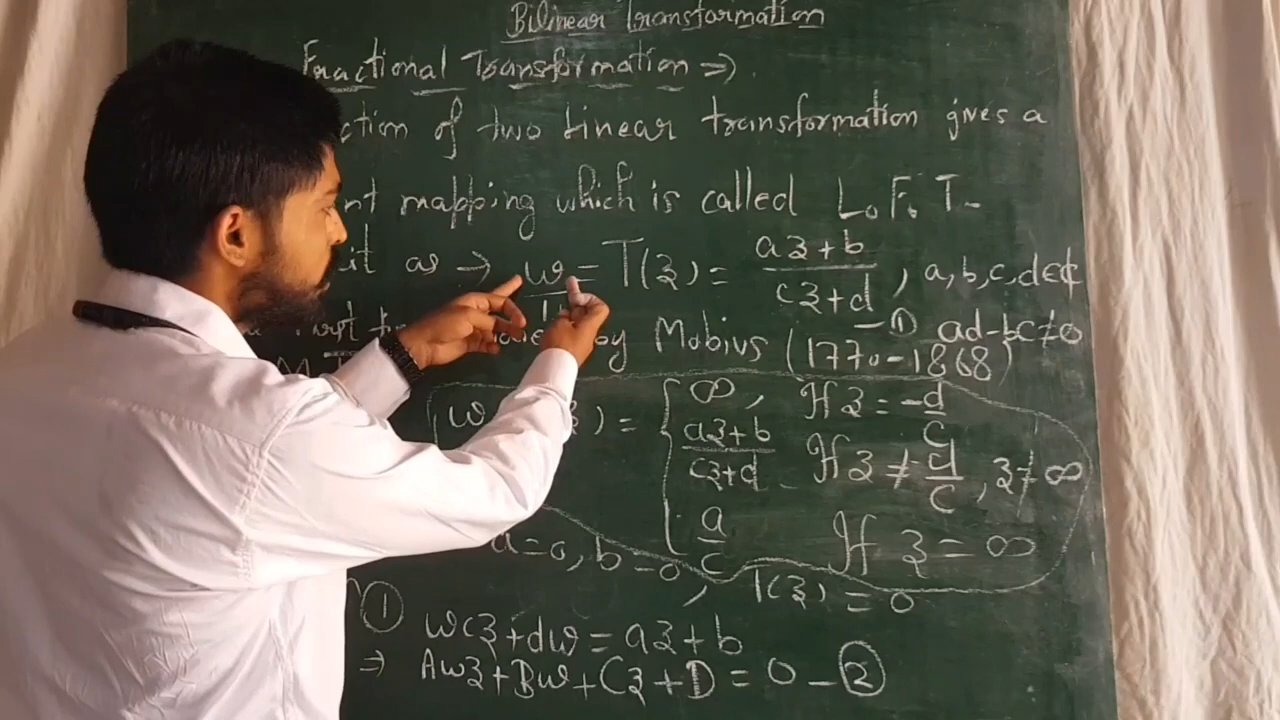 Bilinear Transformation
Fractional Transformation ⇒)
ction of two Linear transformation gives a
nt mapping which is called L.F.T.
it as → w = T(z) = az+b / cz+d , a, b, c, d ∈ ¢
— ① ad-bc≠0
by Mobius (1770-1868)
w z) = { ∞, If z = -d/c
az+b / cz+d If z ≠ -d/c , z ≠ ∞
a/c If z = ∞
a=0, b=0, T(z) = 0
① wcz+dw = az+b
⇒ Awz+Bw+Cz+D = 0 — ②